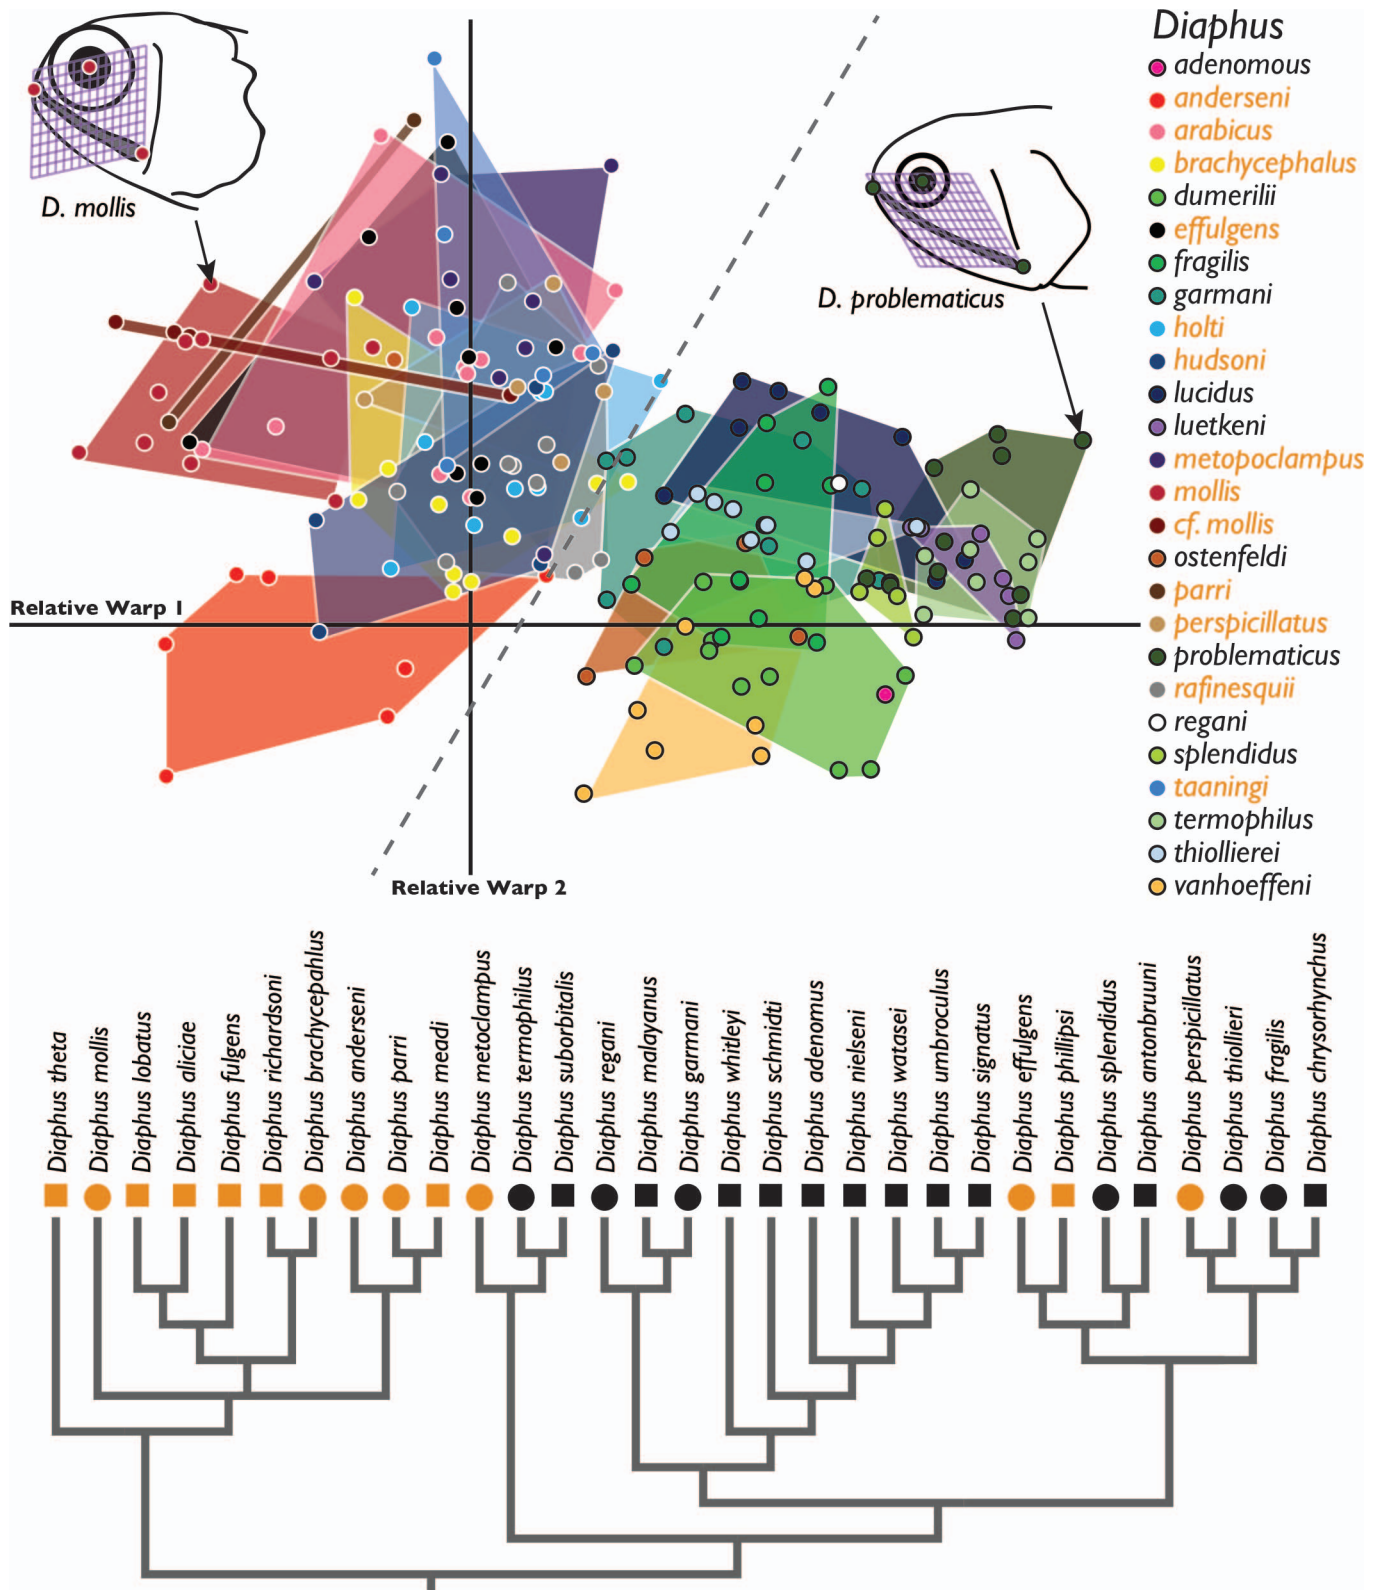 Diaphus
adenomous
anderseni
arabicus
brachycephalus
dumerilii
effulgens
fragilis
garmani
holti
hudsoni
lucidus
luetkeni
metopoclampus
mollis
cf. mollis
ostenfeldi
parri
perspicillatus
problematicus
rafinesquii
regani
splendidus
taaningi
termophilus
thiollierei
vanhoeffeni
D. mollis
D. problematicus
Relative Warp 1
Relative Warp 2
Diaphus theta
Diaphus mollis
Diaphus lobatus
Diaphus aliciae
Diaphus fulgens
Diaphus richardsoni
Diaphus brachycepahlus
Diaphus anderseni
Diaphus parri
Diaphus meadi
Diaphus metoclampus
Diaphus termophilus
Diaphus suborbitalis
Diaphus regani
Diaphus malayanus
Diaphus garmani
Diaphus whitleyi
Diaphus schmidti
Diaphus adenomus
Diaphus nielseni
Diaphus watasei
Diaphus umbroculus
Diaphus signatus
Diaphus effulgens
Diaphus phillipsi
Diaphus splendidus
Diaphus antonbruuni
Diaphus perspicillatus
Diaphus thiollieri
Diaphus fragilis
Diaphus chrysorhynchus